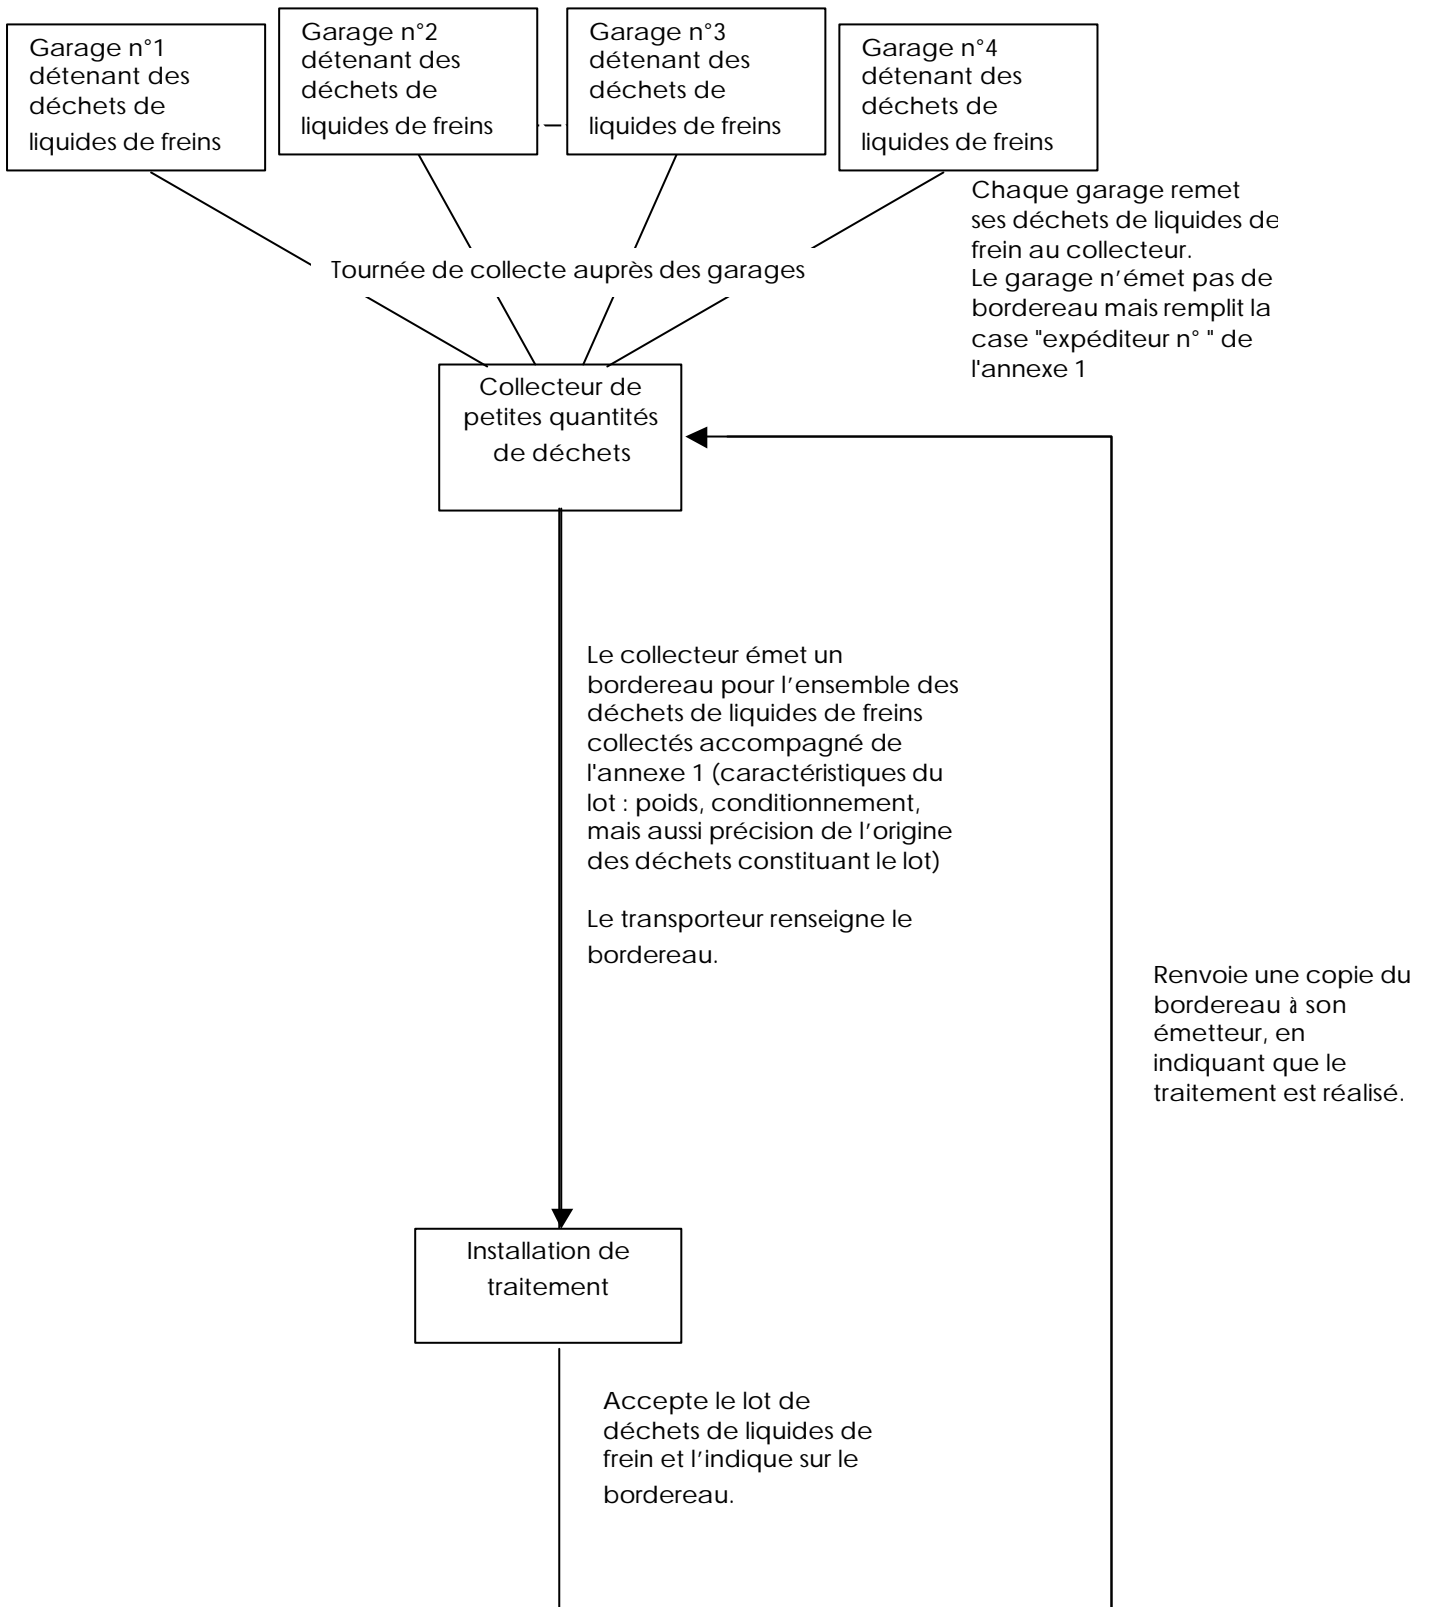 Garage n°1
détenant des
déchets de
liquides de freins
Garage n°2
détenant des
déchets de
liquides de freins
Garage n°3
détenant des
déchets de
liquides de freins
Garage n°4
détenant des
déchets de
liquides de freins
Chaque garage remet
ses déchets de liquides de
frein au collecteur.
Le garage n’émet pas de
bordereau mais remplit la
case "expéditeur n° " de
l'annexe 1
Tournée de collecte auprès des garages
Collecteur de
petites quantités
de déchets
Le collecteur émet un
bordereau pour l’ensemble des
déchets de liquides de freins
collectés accompagné de
l'annexe 1 (caractéristiques du
lot : poids, conditionnement,
mais aussi précision de l’origine
des déchets constituant le lot)
Le transporteur renseigne le
bordereau.
Renvoie une copie du
bordereau à son
émetteur, en
indiquant que le
traitement est réalisé.
Installation de
traitement
Accepte le lot de
déchets de liquides de
frein et l’indique sur le
bordereau.